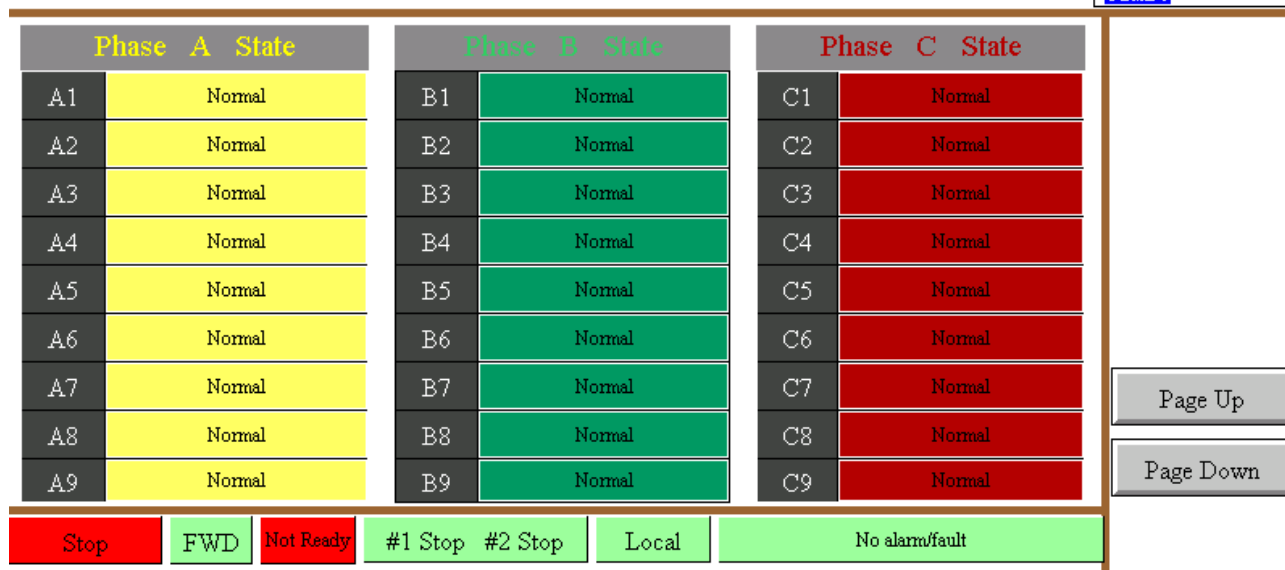 Phase A State Phase B State Phase C State
A1 Normal B1 Normal C1 Normal
A2 Normal B2 Normal C2 Normal
A3 Normal B3 Normal C3 Normal
A4 Normal B4 Normal C4 Normal
A5 Normal B5 Normal C5 Normal
A6 Normal B6 Normal C6 Normal
A7 Normal B7 Normal C7 Normal
A8 Normal B8 Normal C8 Normal
A9 Normal B9 Normal C9 Normal
Page Up
Page Down
Stop FWD Not Ready #1 Stop #2 Stop Local No alarm/fault